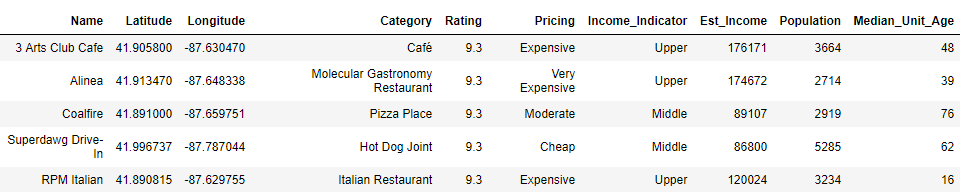 Name Latitude Longitude Category Rating Pricing Income_Indicator Est_Income Population Median_Unit_Age
3 Arts Club Cafe 41.905800 -87.630470 Café 9.3 Expensive Upper 176171 3664 48
Alinea 41.913470 -87.648338 Molecular Gastronomy Restaurant 9.3 Very Expensive Upper 174672 2714 39
Coalfire 41.891000 -87.659751 Pizza Place 9.3 Moderate Middle 89107 2919 76
Superdawg Drive-In 41.996737 -87.787044 Hot Dog Joint 9.3 Cheap Middle 86800 5285 62
RPM Italian 41.890815 -87.629755 Italian Restaurant 9.3 Expensive Upper 120024 3234 16